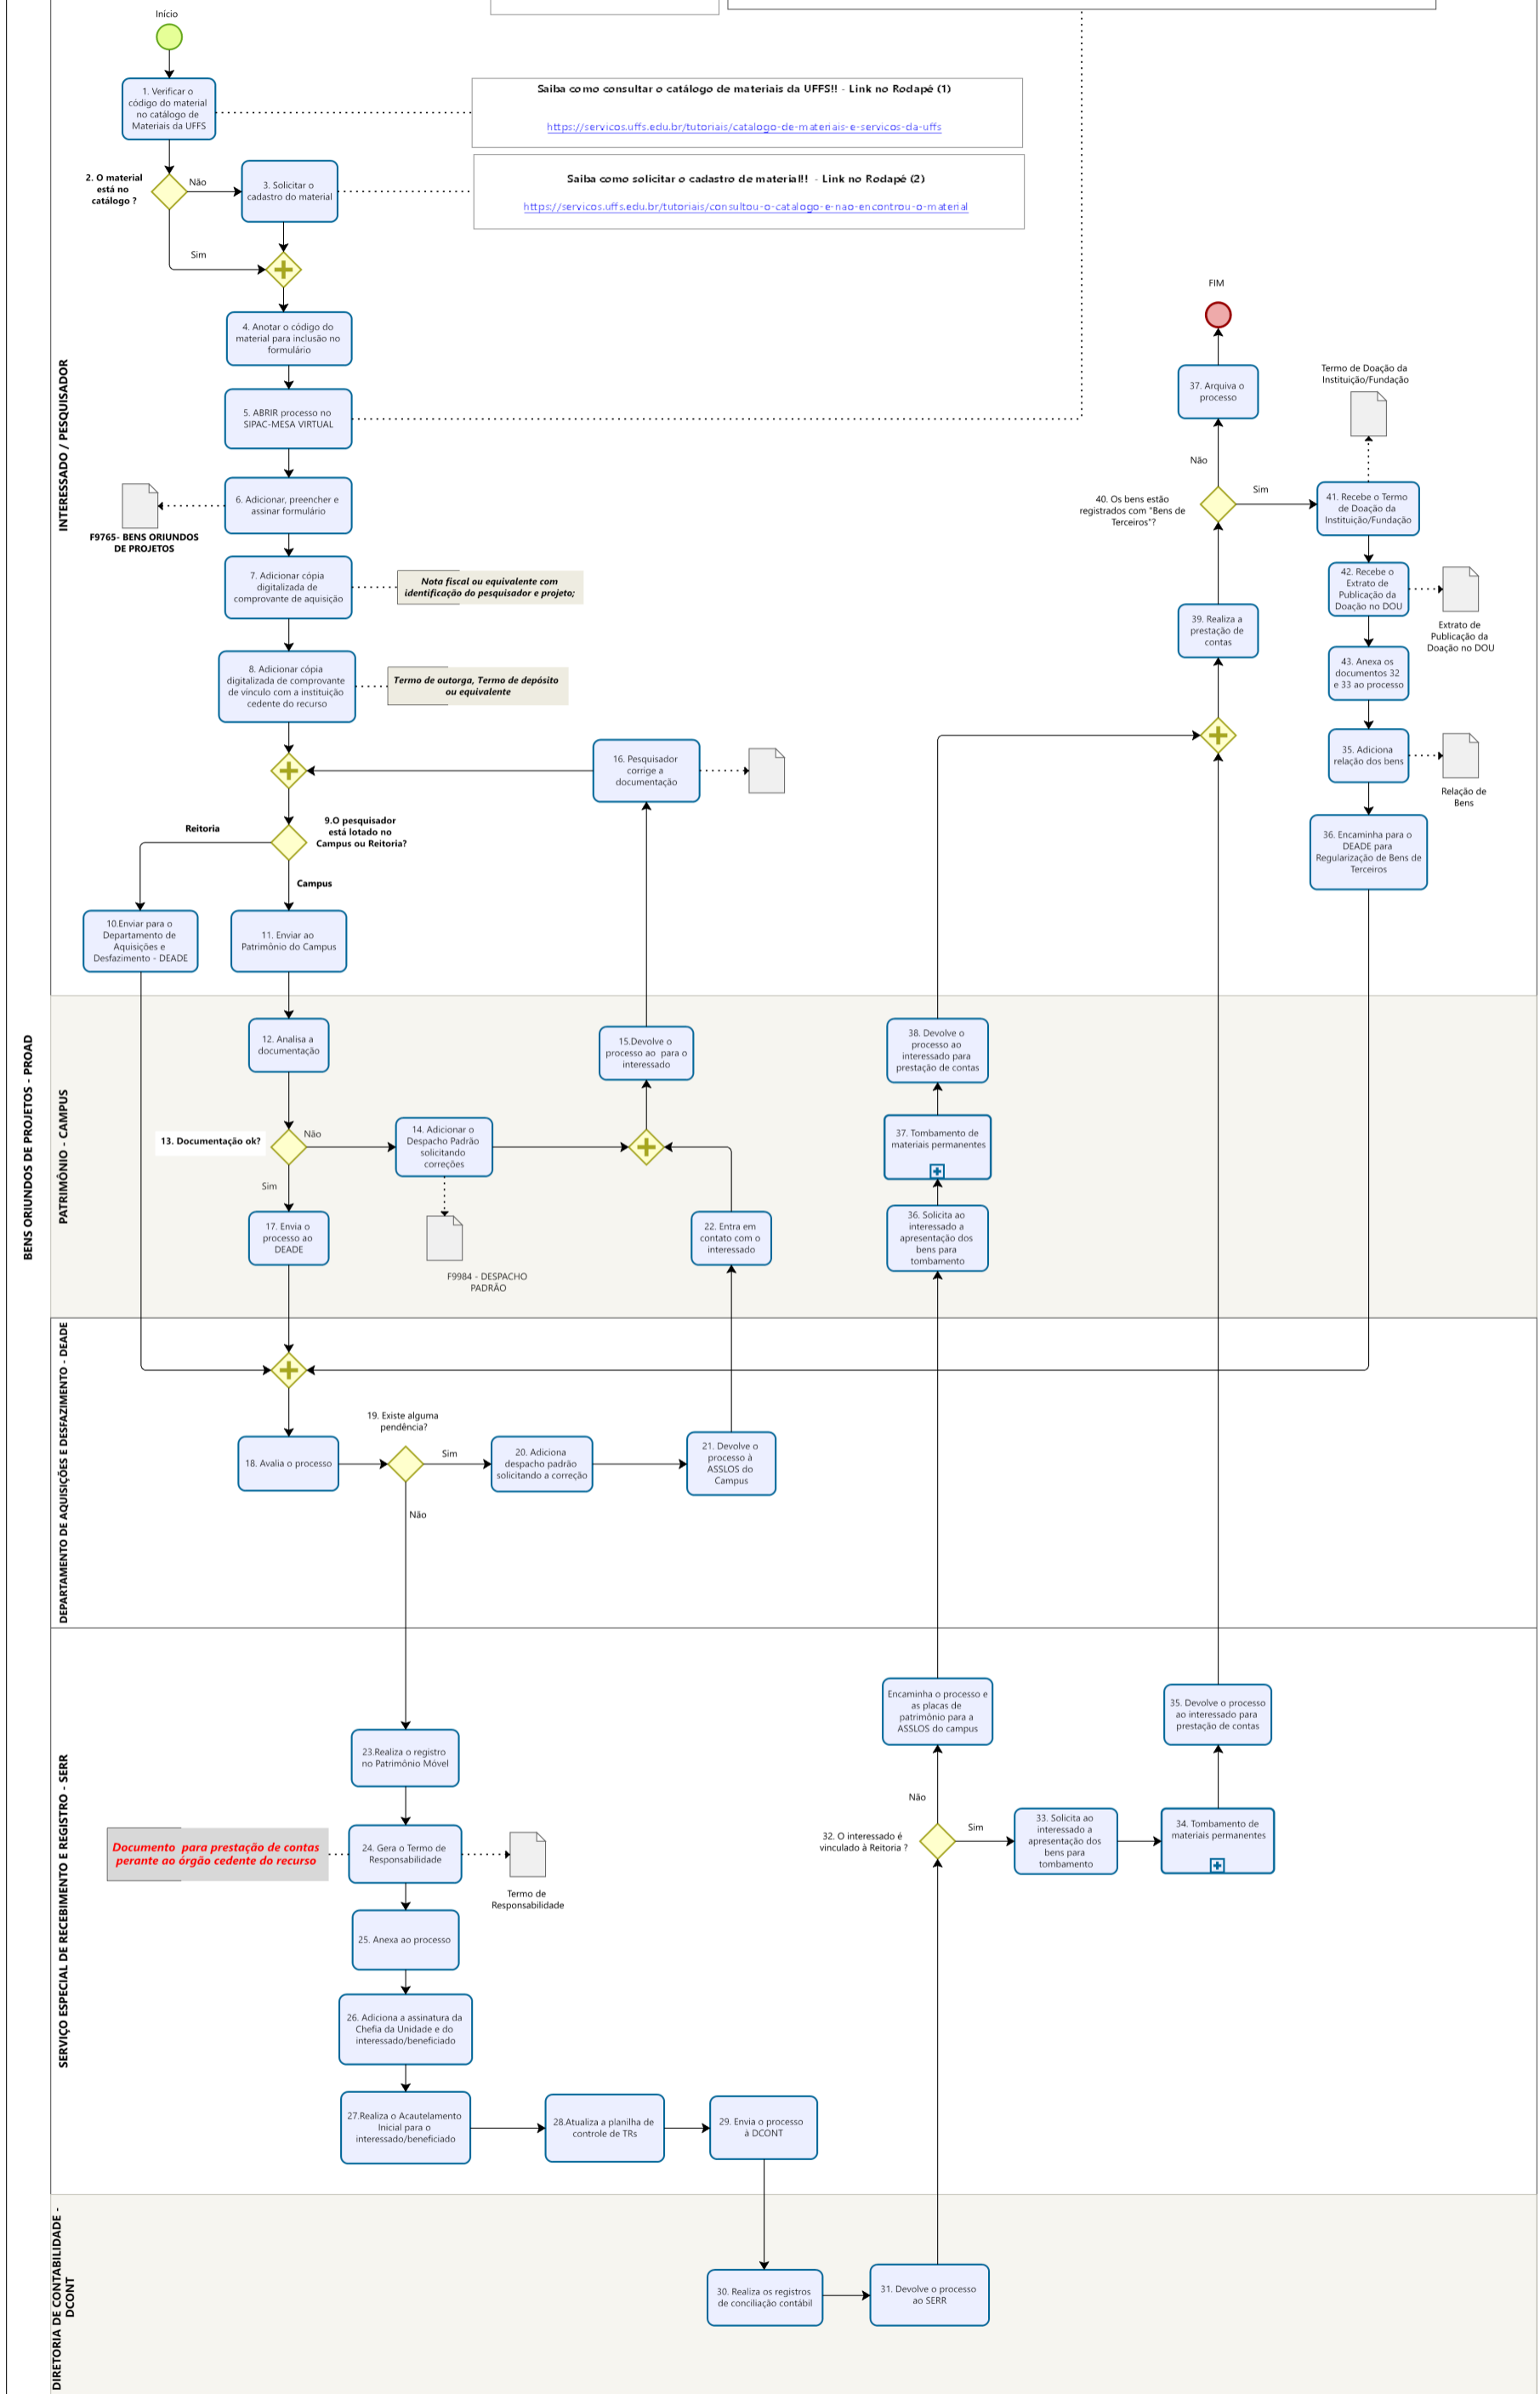 BENS ORIUNDOS DE PROJETOS - PROAD
INTERESSADO / PESQUISADOR
Início
1. Verificar o
código do material
no catálogo de
Materiais da UFFS
Saiba como consultar o catálogo de materiais da UFFS!! - Link no Rodapé (1)
https://servicos.uffs.edu.br/tutoriais/catalogo-de-materiais-e-servicos-da-uffs
2. O material
está no
catálogo ?
Não
3. Solicitar o
cadastro do material
Saiba como solicitar o cadastro de material!! - Link no Rodapé (2)
https://servicos.uffs.edu.br/tutoriais/consultou-o-catalogo-e-nao-encontrou-o-material
Sim
4. Anotar o código do
material para inclusão no
formulário
5. ABRIR processo no
SIPAC-MESA VIRTUAL
6. Adicionar, preencher e
assinar formulário
F9765- BENS ORIUNDOS
DE PROJETOS
7. Adicionar cópia
digitalizada de
comprovante de aquisição
Nota fiscal ou equivalente com
identificação do pesquisador e projeto;
8. Adicionar cópia
digitalizada de comprovante
de vínculo com a instituição
cedente do recurso
Termo de outorga, Termo de depósito
ou equivalente
16. Pesquisador
corrige a
documentação
Reitoria
9.O pesquisador
está lotado no
Campus ou Reitoria?
Campus
10.Enviar para o
Departamento de
Aquisições e
Desfazimento - DEADE
11. Enviar ao
Patrimônio do Campus
FIM
37. Arquiva o
processo
Não
40. Os bens estão
registrados com "Bens de
Terceiros"?
Sim
39. Realiza a
prestação de
contas
Termo de Doação da
Instituição/Fundação
41. Recebe o Termo
de Doação da
Instituição/Fundação
42. Recebe o
Extrato de
Publicação da
Doação no DOU
Extrato de
Publicação da
Doação no DOU
43. Anexa os
documentos 32
e 33 ao processo
35. Adiciona
relação dos bens
Relação de
Bens
36. Encaminha para o
DEADE para
Regularização de Bens de
Terceiros
PATRIMÔNIO - CAMPUS
12. Analisa a
documentação
13. Documentação ok?
Não
14. Adicionar o
Despacho Padrão
solicitando
correções
F9984 - DESPACHO
PADRÃO
Sim
17. Envia o
processo ao
DEADE
15.Devolve o
processo ao para o
interessado
22. Entra em
contato com o
interessado
38. Devolve o
processo ao
interessado para
prestação de contas
37. Tombamento de
materiais permanentes
36. Solicita ao
interessado a
apresentação dos
bens para
tombamento
DEPARTAMENTO DE AQUISIÇÕES E DESFAZIMENTO - DEADE
18. Avalia o processo
19. Existe alguma
pendência?
Sim
20. Adiciona
despacho padrão
solicitando a correção
21. Devolve o
processo à
ASSLOS do
Campus
Não
SERVIÇO ESPECIAL DE RECEBIMENTO E REGISTRO - SERR
23.Realiza o registro
no Patrimônio Móvel
Documento para prestação de contas
perante ao órgão cedente do recurso
24. Gera o Termo de
Responsabilidade
Termo de
Responsabilidade
25. Anexa ao processo
26. Adiciona a assinatura da
Chefia da Unidade e do
interessado/beneficiado
27.Realiza o Acautelamento
Inicial para o
interessado/beneficiado
28.Atualiza a planilha de
controle de TRs
29. Envia o processo
à DCONT
Encaminha o processo e
as placas de
patrimônio para a
ASSLOS do campus
Não
32. O interessado é
vinculado à Reitoria ?
Sim
33. Solicita ao
interessado a
apresentação dos
bens para
tombamento
34. Tombamento de
materiais permanentes
35. Devolve o processo
ao interessado para
prestação de contas
DIRETORIA DE CONTABILIDADE -
DCONT
30. Realiza os registros
de conciliação contábil
31. Devolve o processo
ao SERR